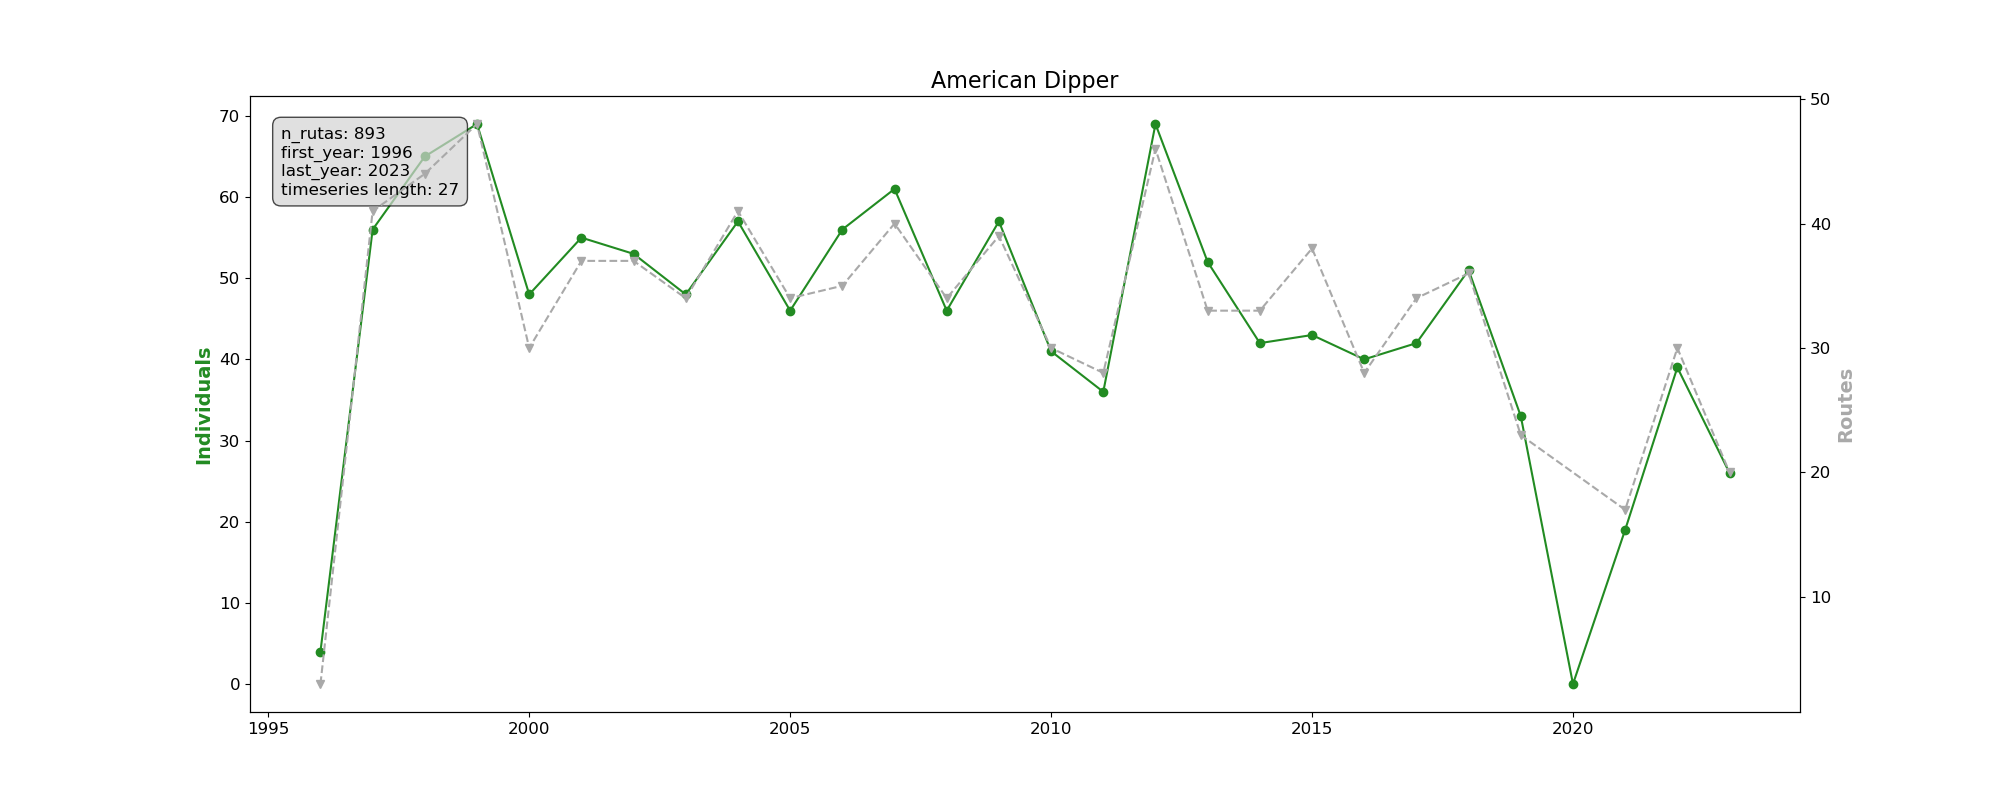 American Dipper
n_rutas: 893
first_year: 1996
last_year: 2023
timeseries length: 27
Individuals
70
60
50
40
30
20
10
0
50
40
30
20
10
Routes
1995 2000 2005 2010 2015 2020